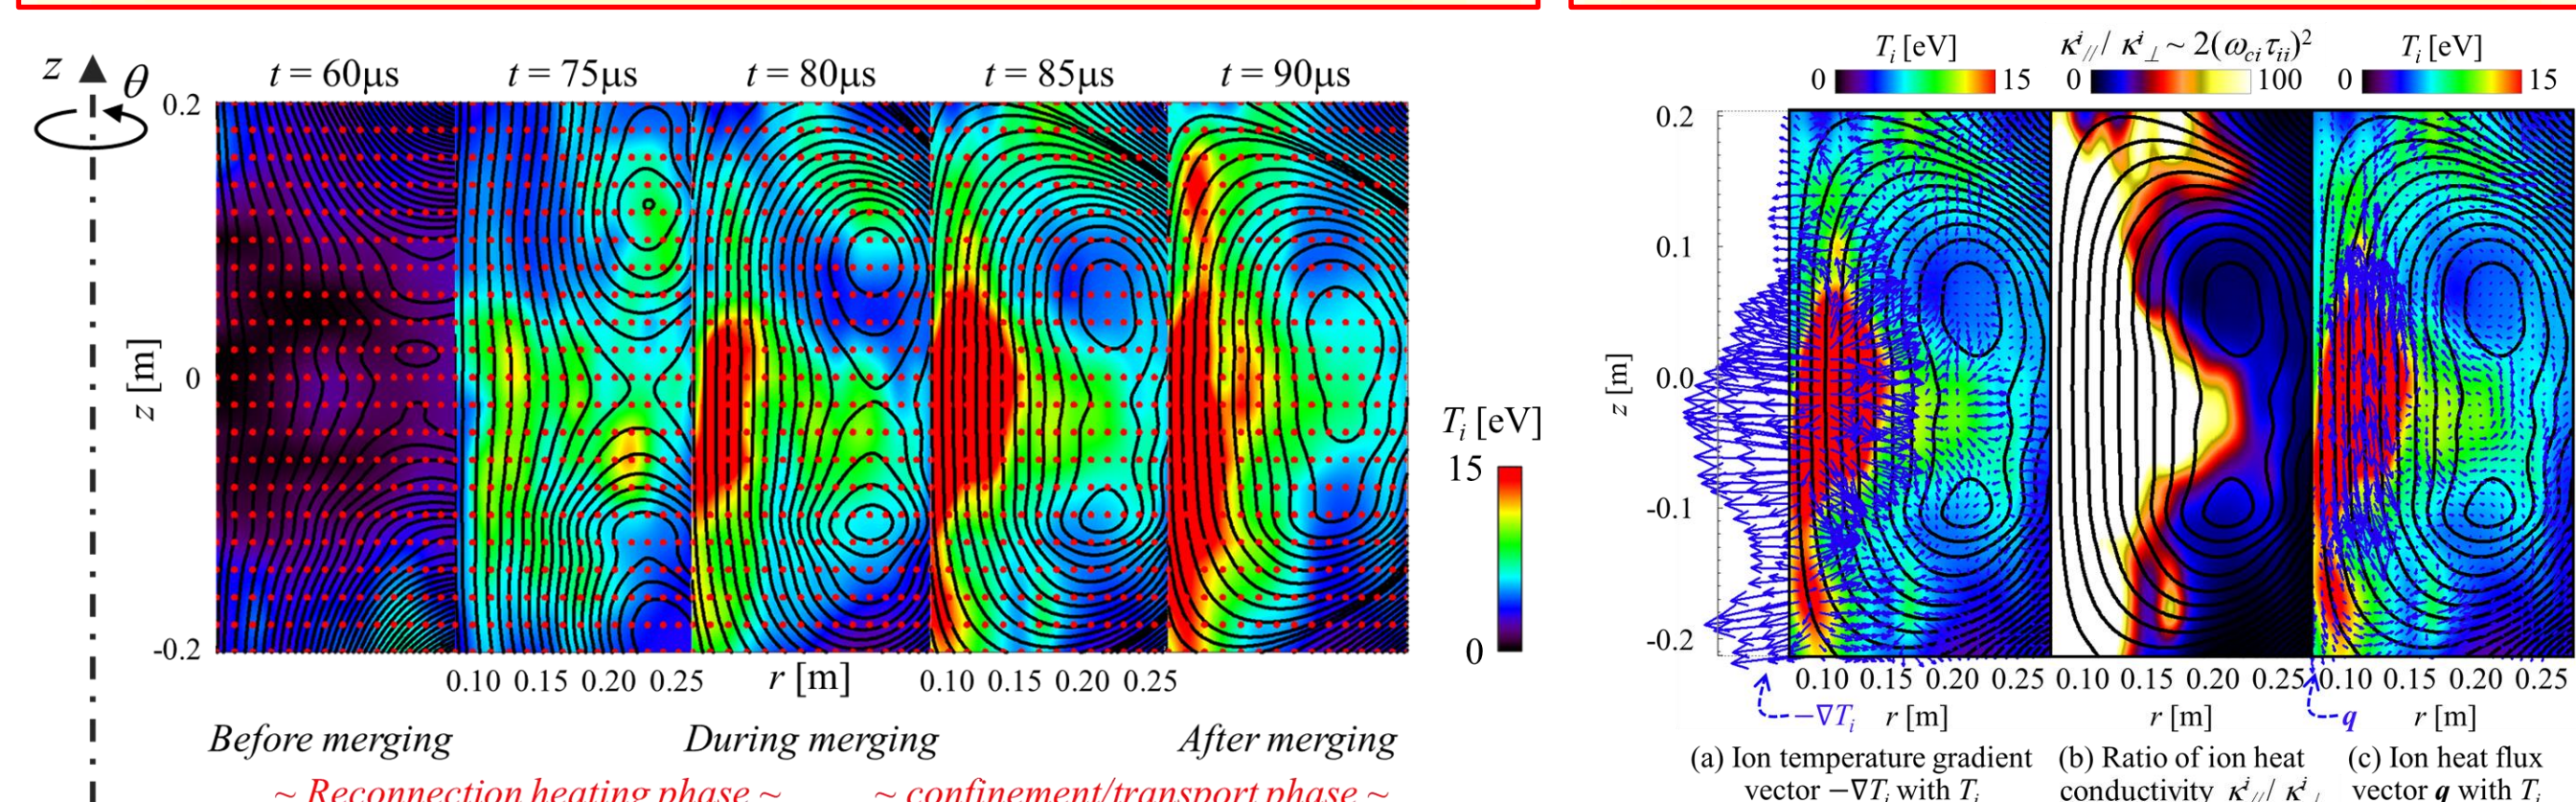 z
θ
t = 60μs t = 75μs t = 80μs t = 85μs t = 90μs
0.2
z [m]
0
-0.2
0.10 0.15 0.20 0.25 r [m] 0.10 0.15 0.20 0.25
T_i [eV]
15
0
Before merging During merging After merging
~ Reconnection heating phase ~ ~ confinement/transport phase ~
T_i [eV] κ^i_// / κ^i_⊥ ~ 2(ω_ci τ_ii)^2 T_i [eV]
0 15 0 100 0 15
0.2
0.1
z [m]
0.0
-0.1
-0.2
0.10 0.15 0.20 0.25 0.10 0.15 0.20 0.25 0.10 0.15 0.20 0.25
−∇T_i r [m] r [m] q r [m]
(a) Ion temperature gradient
vector −∇T_i with T_i
(b) Ratio of ion heat
conductivity κ^i_// / κ^i_⊥
(c) Ion heat flux
vector q with T_i